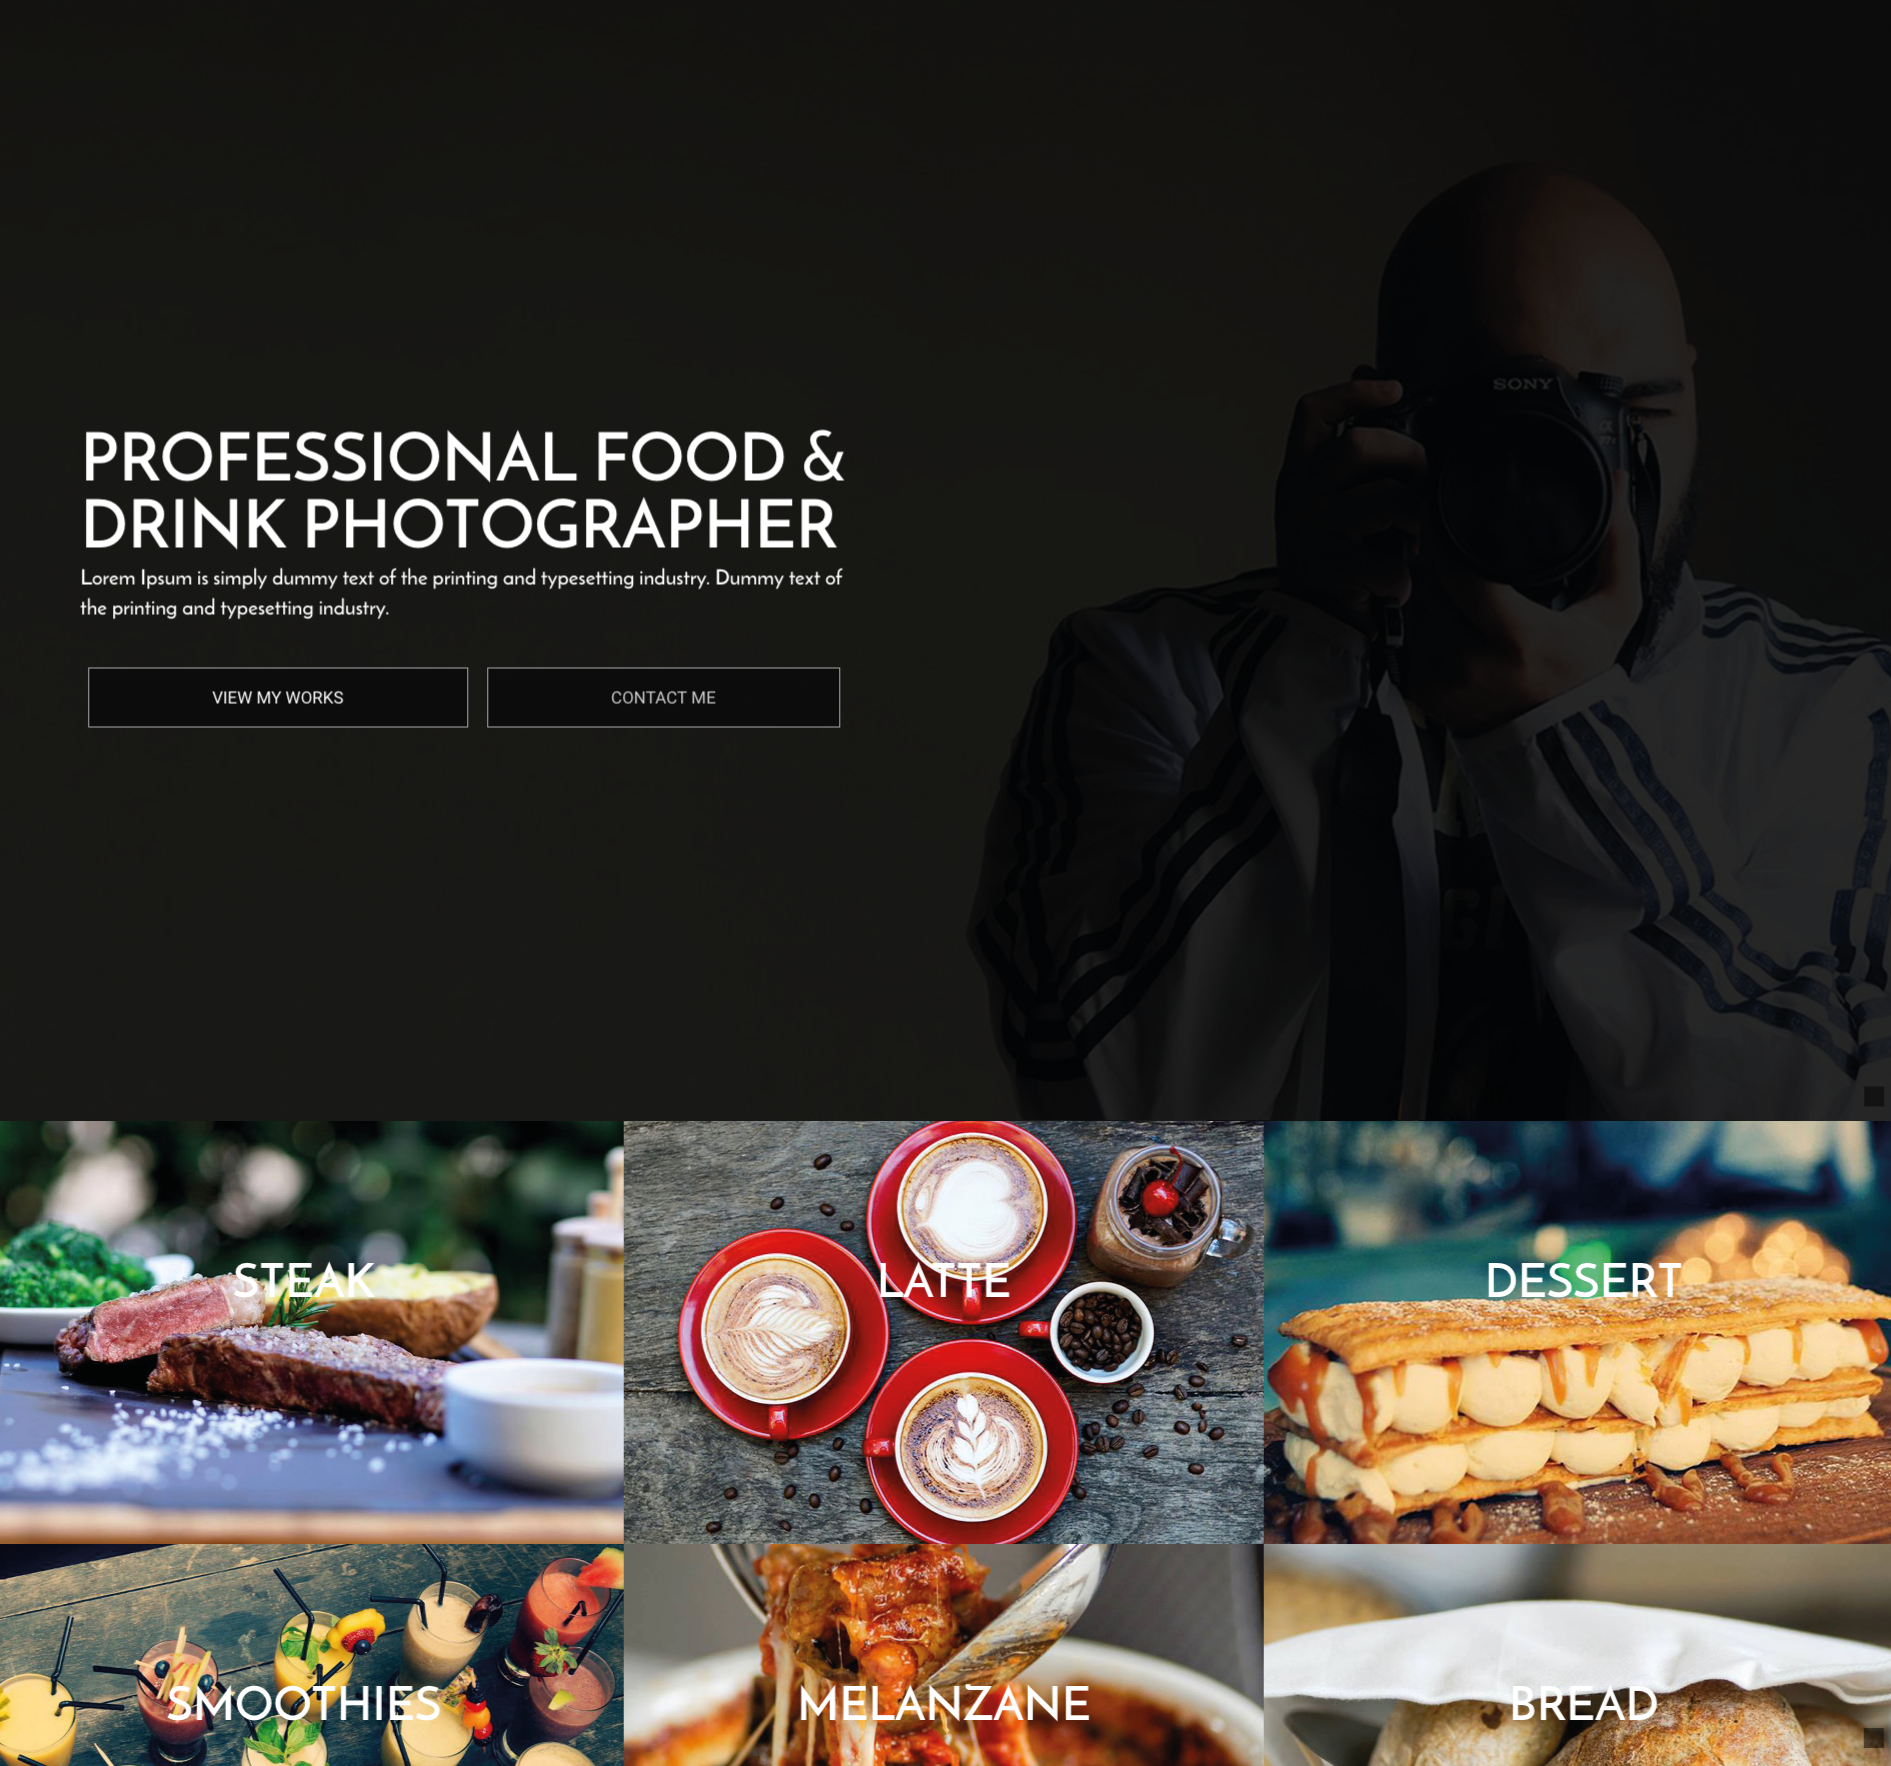 SONY
PROFESSIONAL FOOD &
DRINK PHOTOGRAPHER
Lorem Ipsum is simply dummy text of the printing and typesetting industry. Dummy text of
the printing and typesetting industry.
VIEW MY WORKS
CONTACT ME
STEAK
LATTE
DESSERT
SMOOTHIES
MELANZANE
BREAD